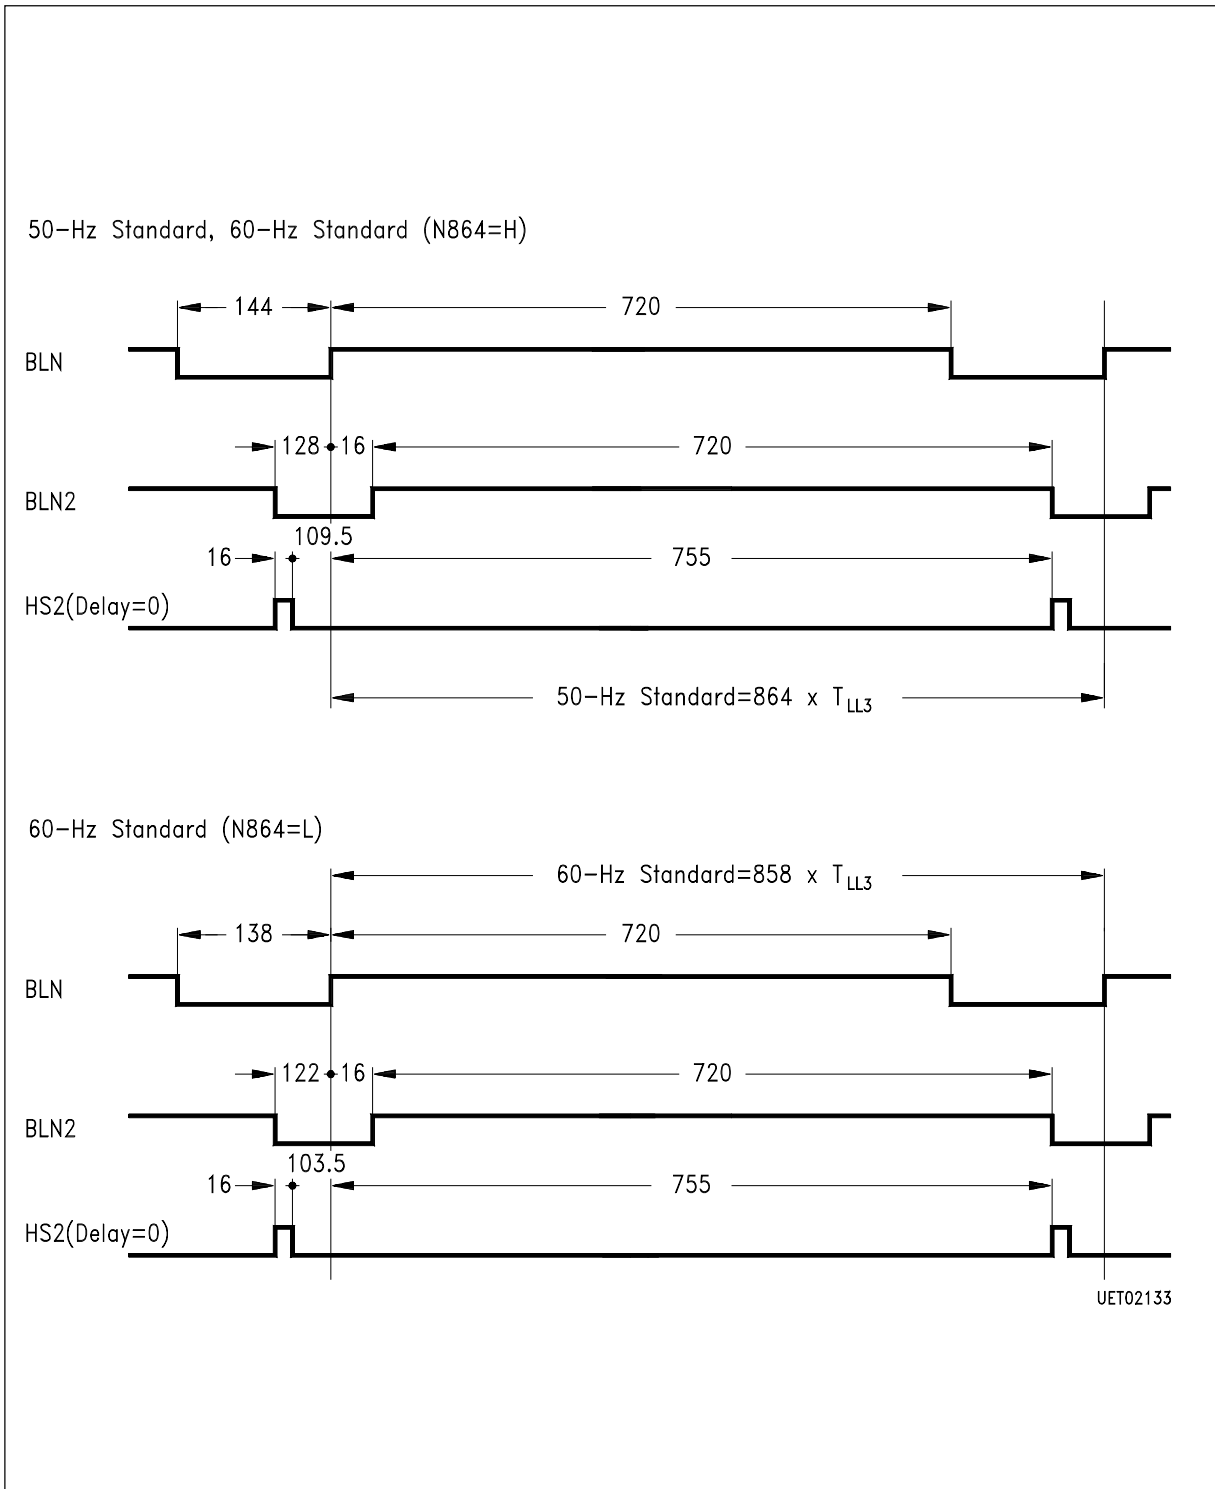 50-Hz Standard, 60-Hz Standard (N864=H)
144 720
BLN
128 16 720
BLN2
109.5
16 755
HS2(Delay=0)
50-Hz Standard=864 x TLL3
60-Hz Standard (N864=L)
60-Hz Standard=858 x TLL3
138 720
BLN
122 16 720
BLN2
103.5
16 755
HS2(Delay=0)
UET02133